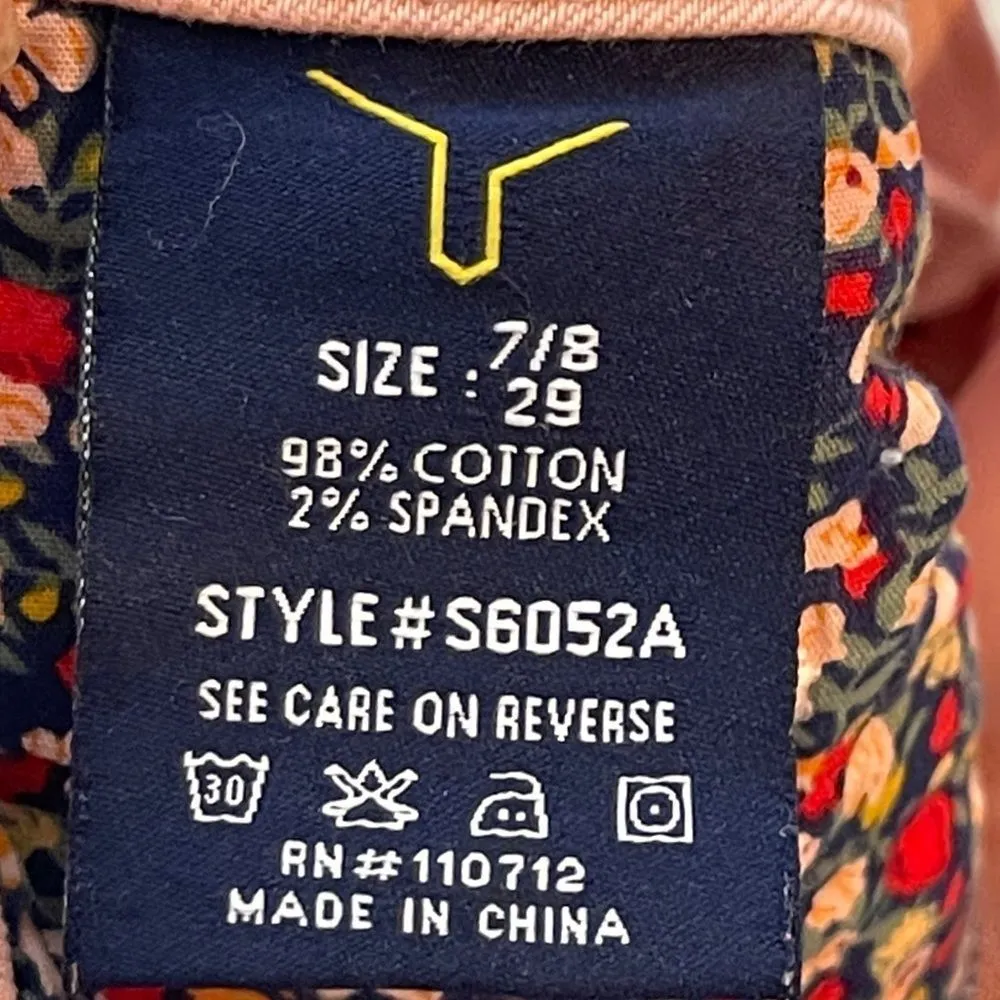 SIZE : 7/8
29
98% COTTON
2% SPANDEX
STYLE # S6052A
SEE CARE ON REVERSE
30
RN # 110712
MADE IN CHINA